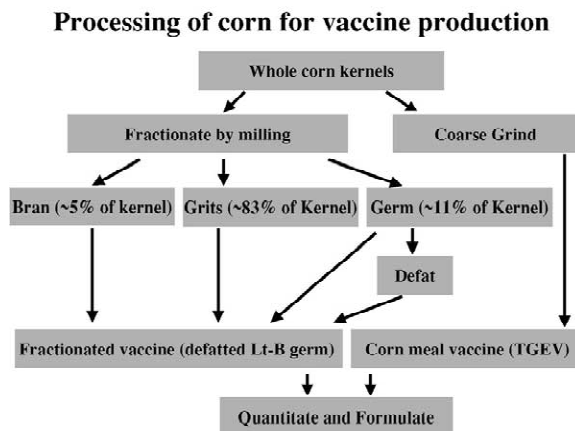 Processing of corn for vaccine production
Whole corn kernels
Fractionate by milling
Coarse Grind
Bran (~5% of kernel)
Grits (~83% of Kernel)
Germ (~11% of Kernel)
Defat
Fractionated vaccine (defatted Lt-B germ)
Corn meal vaccine (TGEV)
Quantitate and Formulate